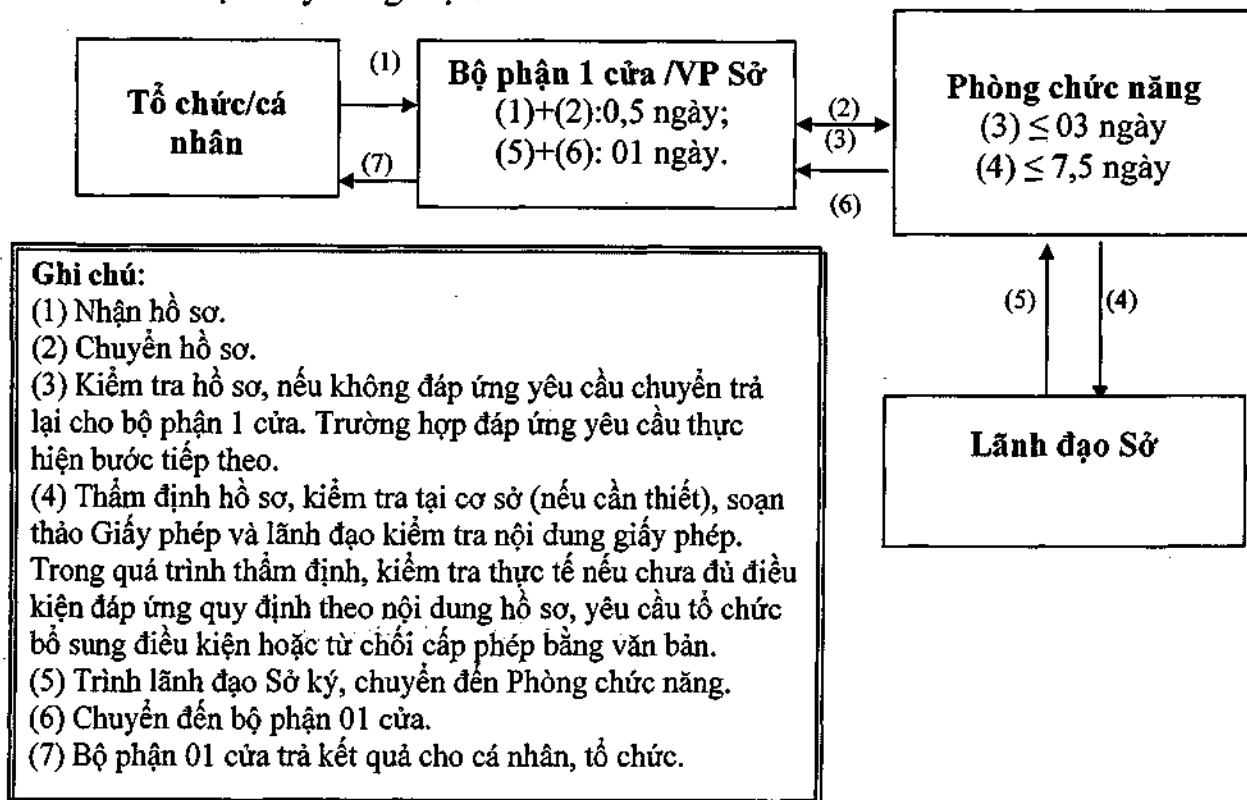 Tổ chức/cá
nhân
(1)
(7)
Bộ phận 1 cửa /VP Sở
(1)+(2):0,5 ngày;
(5)+(6): 01 ngày.
(2)
(3)
(6)
Phòng chức năng
(3) ≤ 03 ngày
(4) ≤ 7,5 ngày
(5)
(4)
Lãnh đạo Sở
Ghi chú:
(1) Nhận hồ sơ.
(2) Chuyển hồ sơ.
(3) Kiểm tra hồ sơ, nếu không đáp ứng yêu cầu chuyển trả
lại cho bộ phận 1 cửa. Trường hợp đáp ứng yêu cầu thực
hiện bước tiếp theo.
(4) Thẩm định hồ sơ, kiểm tra tại cơ sở (nếu cần thiết), soạn
thảo Giấy phép và lãnh đạo kiểm tra nội dung giấy phép.
Trong quá trình thẩm định, kiểm tra thực tế nếu chưa đủ điều
kiện đáp ứng quy định theo nội dung hồ sơ, yêu cầu tổ chức
bổ sung điều kiện hoặc từ chối cấp phép bằng văn bản.
(5) Trình lãnh đạo Sở ký, chuyển đến Phòng chức năng.
(6) Chuyển đến bộ phận 01 cửa.
(7) Bộ phận 01 cửa trả kết quả cho cá nhân, tổ chức.